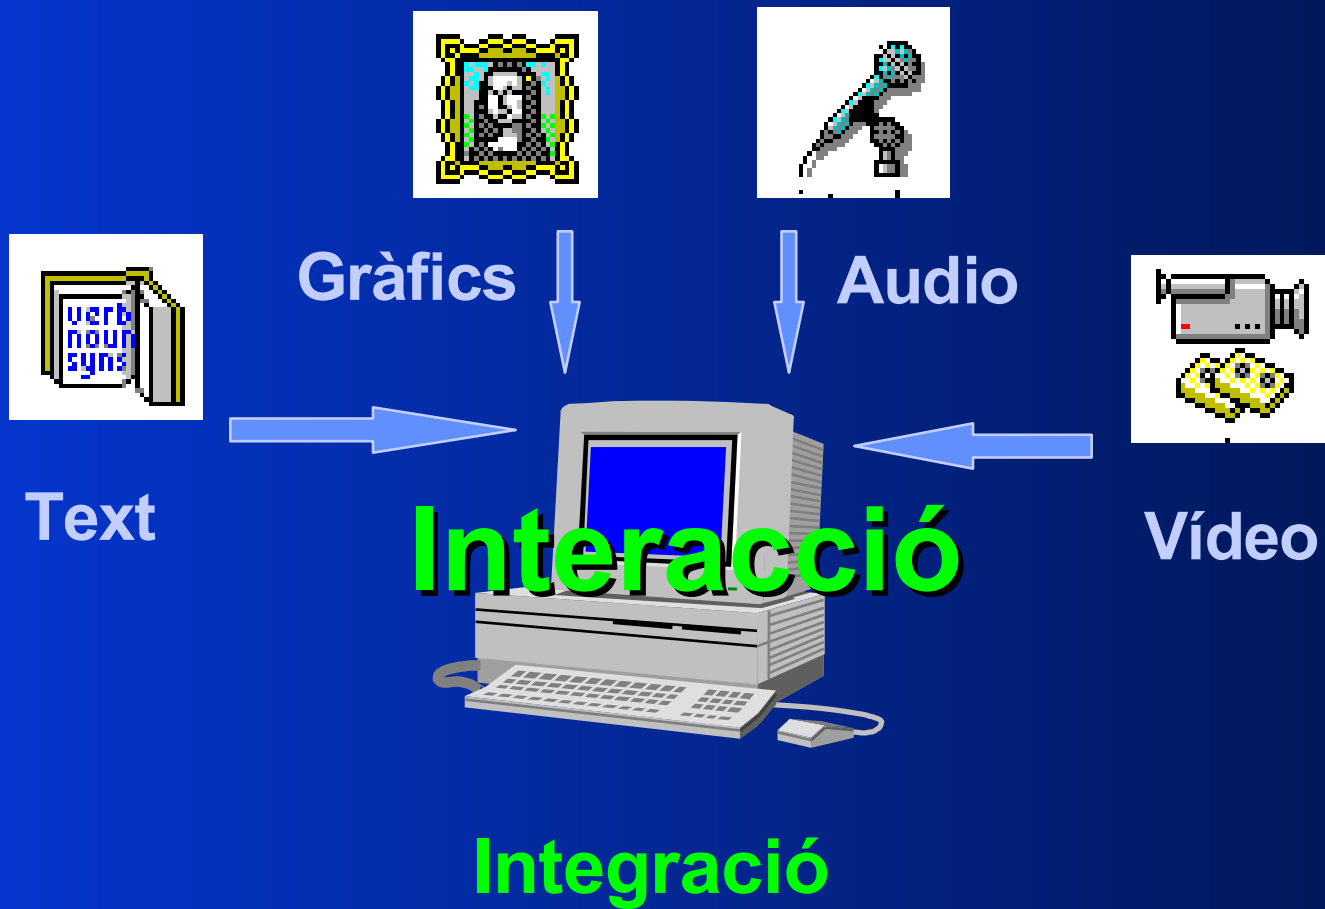 verb
noun
syns
Gràfics
Audio
Text
Vídeo
Interacció
Integració